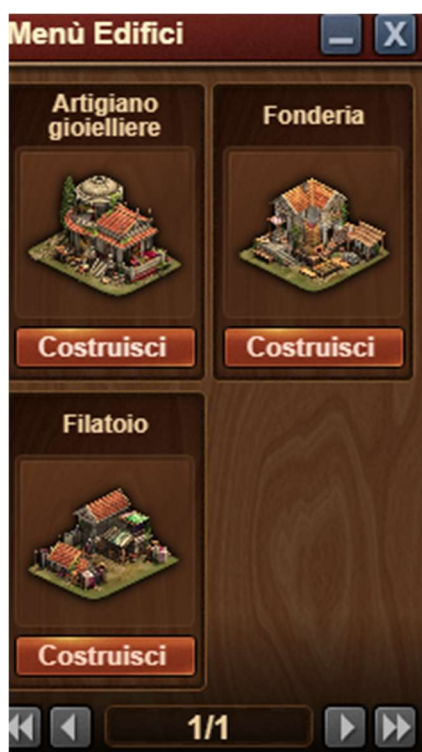 Menù Edifici
X
Artigiano
gioielliere
Fonderia
Costruisci
Costruisci
Filatoio
Costruisci
1/1